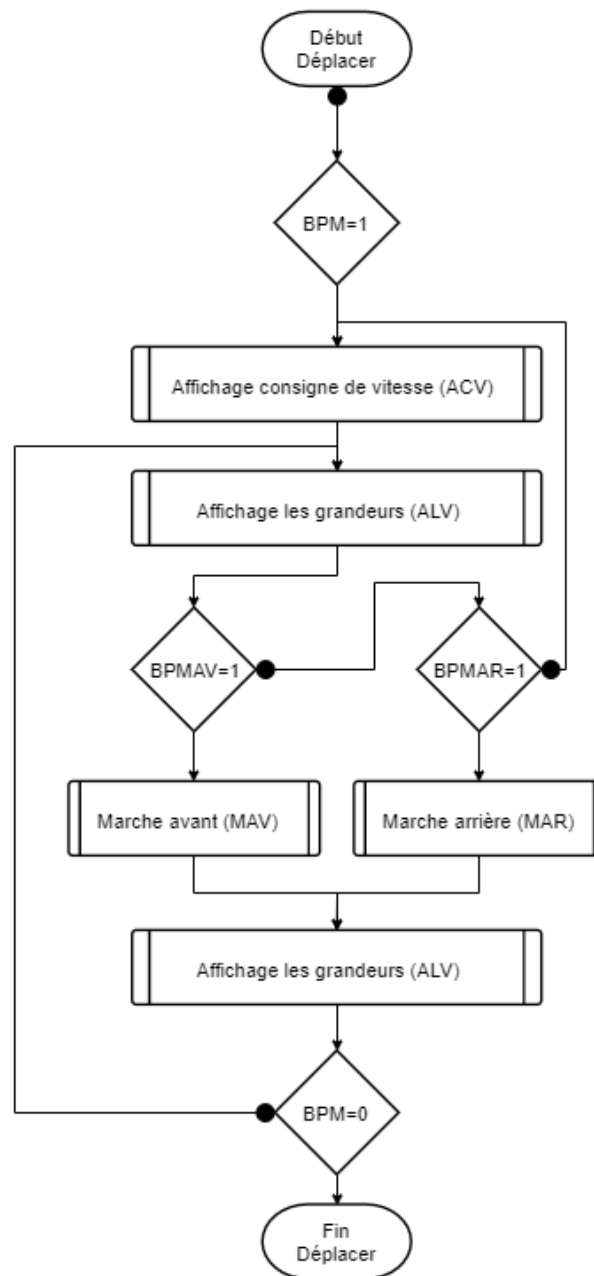 Début
Déplacer
BPM=1
Affichage consigne de vitesse (ACV)
Affichage les grandeurs (ALV)
BPMAV=1
BPMAR=1
Marche avant (MAV)
Marche arrière (MAR)
Affichage les grandeurs (ALV)
BPM=0
Fin
Déplacer